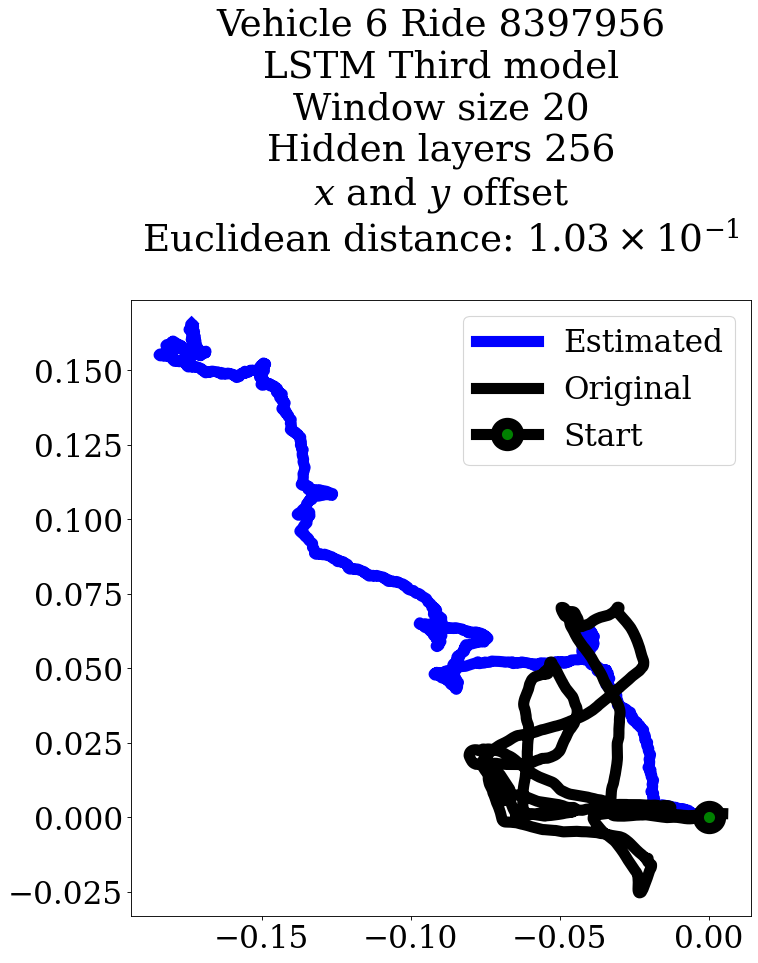 Vehicle 6 Ride 8397956
LSTM Third model
Window size 20
Hidden layers 256
x and y offset
Euclidean distance: 1.03 × 10⁻¹
Estimated
Original
Start
0.150
0.125
0.100
0.075
0.050
0.025
0.000
−0.025
−0.15 −0.10 −0.05 0.00